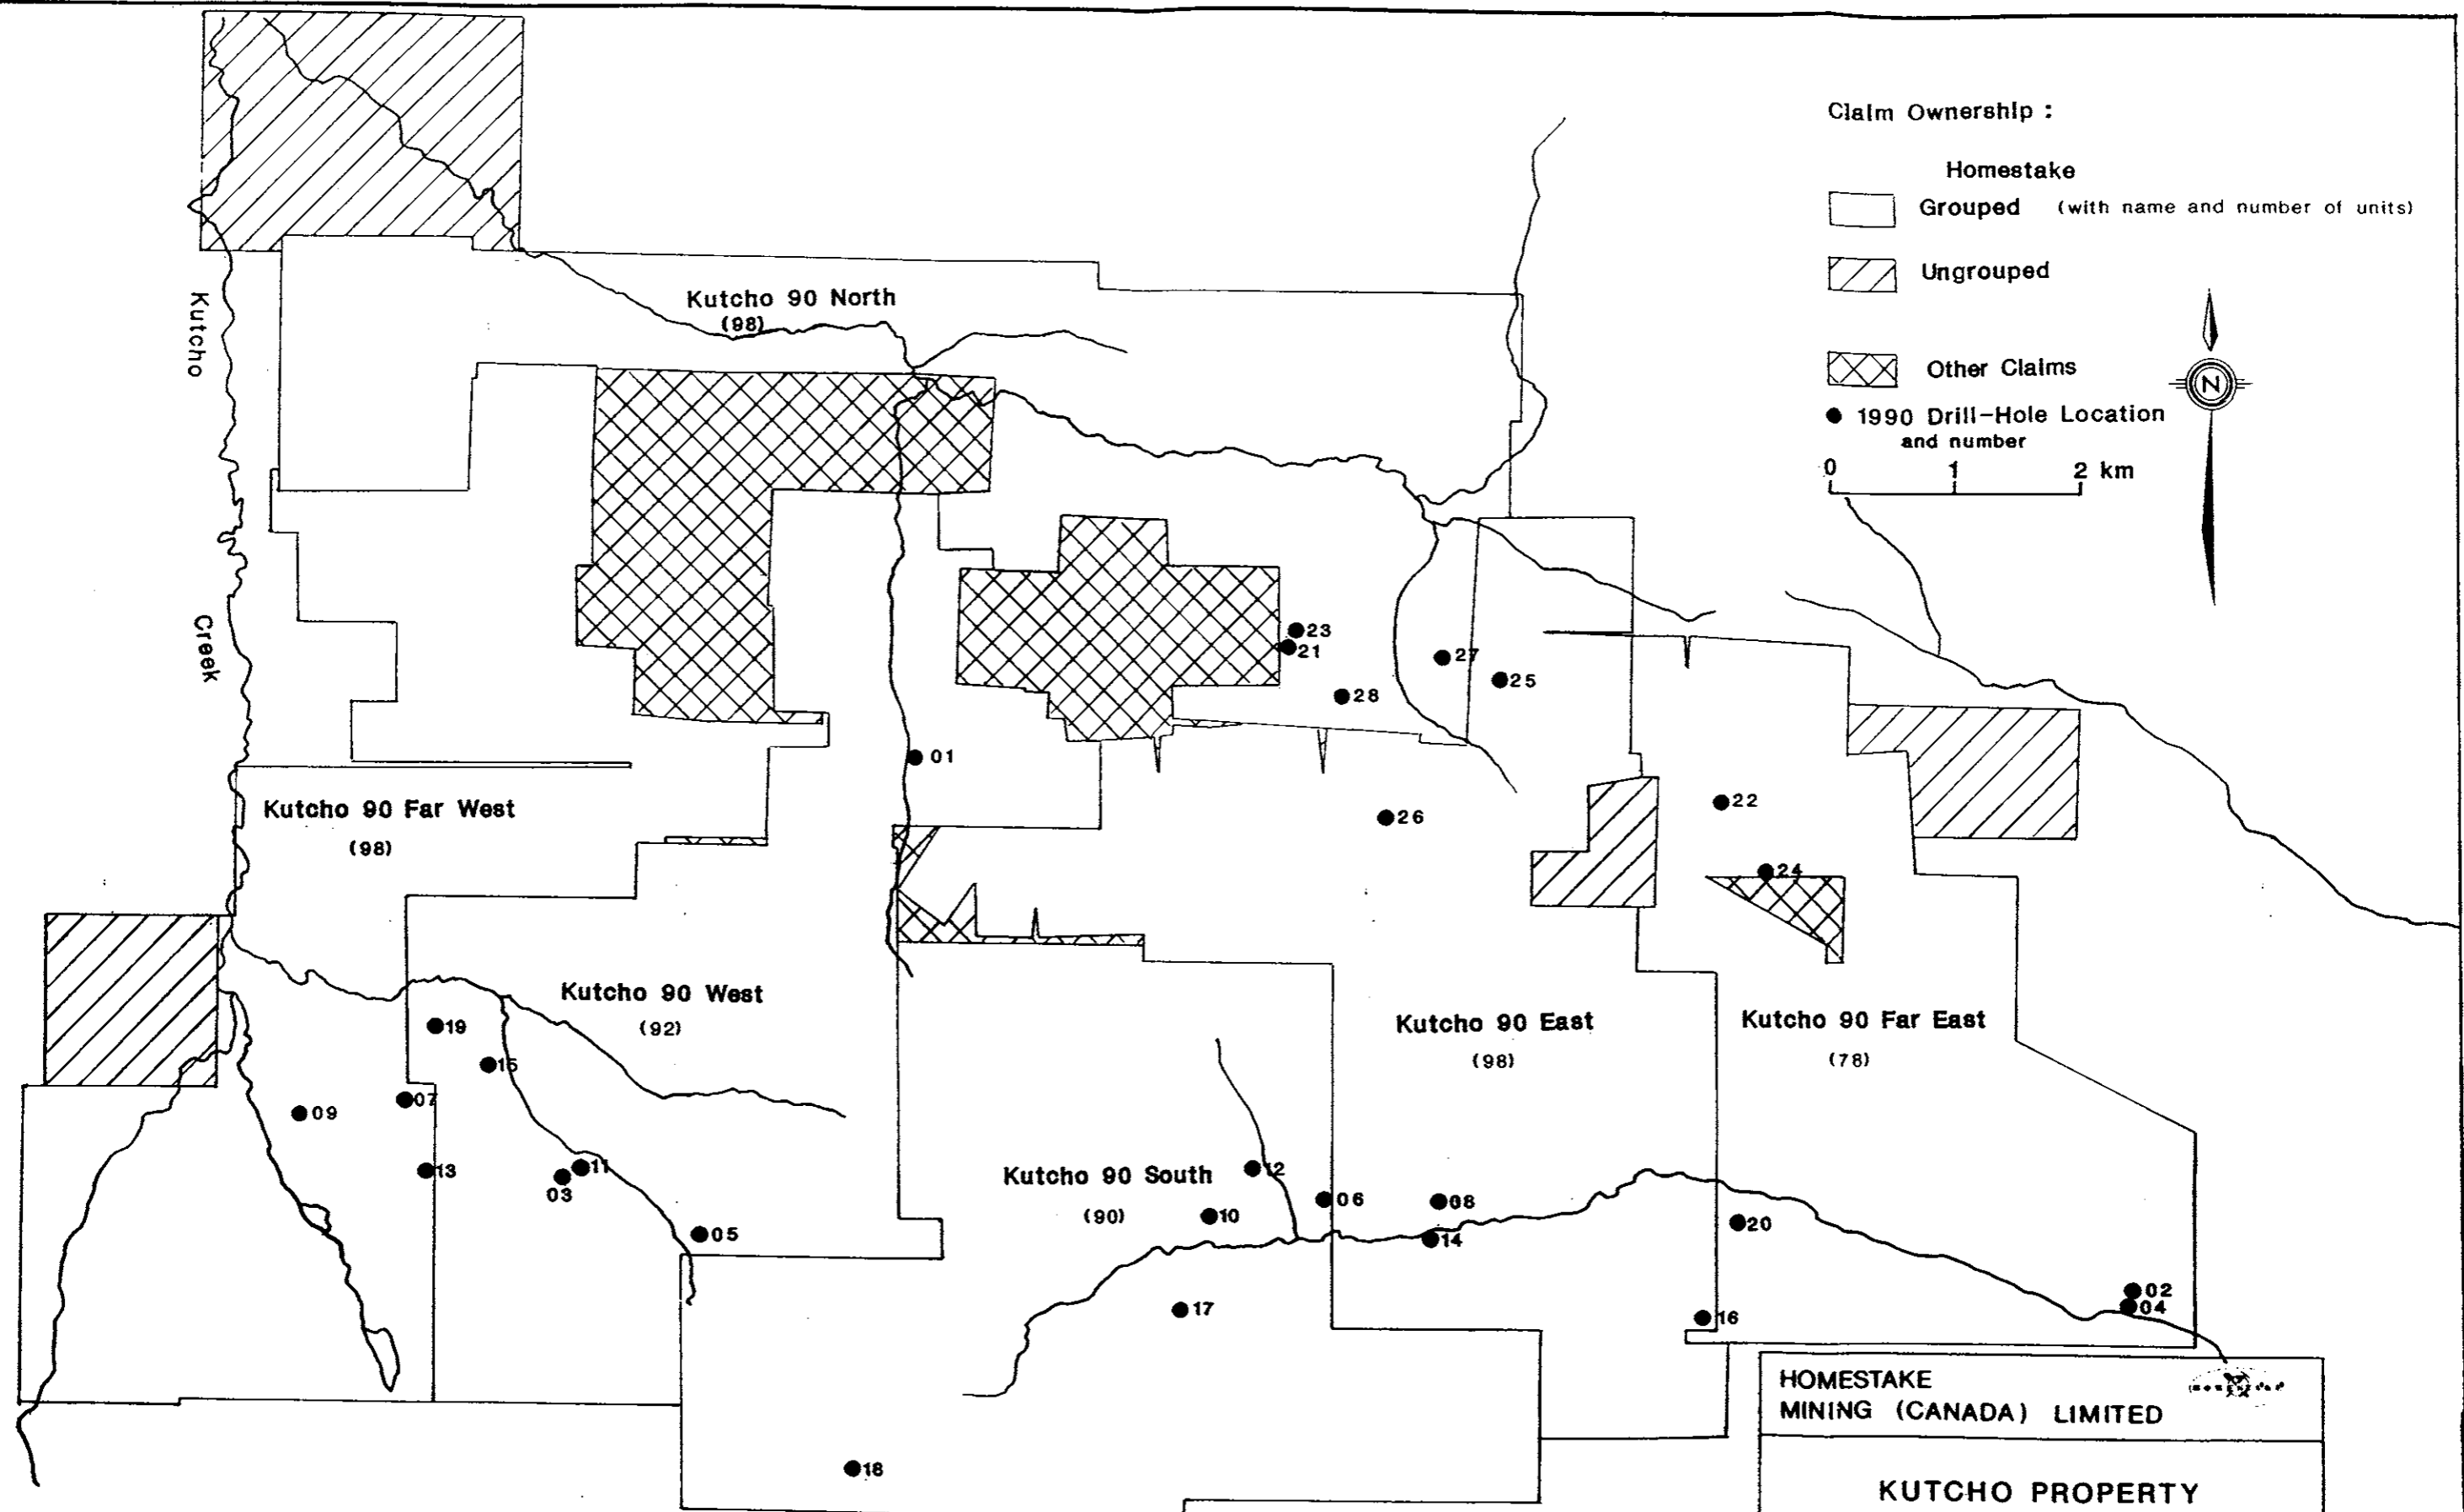 Claim Ownership :
Homestake
Grouped (with name and number of units)
Ungrouped
Other Claims
1990 Drill-Hole Location
and number
0 1 2 km
N
Kutcho
Creek
Kutcho 90 North
(98)
23
21
27
25
28
01
26
22
24
Kutcho 90 Far West
(98)
Kutcho 90 West
(92)
19
15
07
09
13
11
03
05
Kutcho 90 East
(98)
Kutcho 90 Far East
(78)
Kutcho 90 South
(90)
12
06
08
10
14
20
17
16
02
04
18
HOMESTAKE
MINING (CANADA) LIMITED
KUTCHO PROPERTY